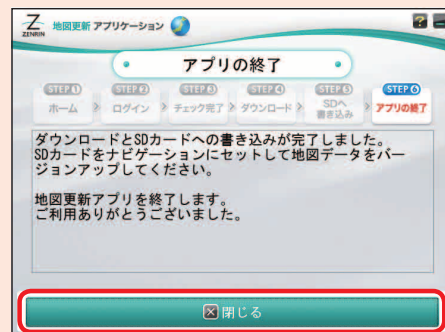 Z
ZENRIN
地図更新 アプリケーション
?
アプリの終了
STEP① STEP② STEP③ STEP④ STEP⑤ STEP⑥
ホーム > ログイン > チェック完了 > ダウンロード > SDへ書き込み > アプリの終了
ダウンロードとSDカードへの書き込みが完了しました。
SDカードをナビゲーションにセットして地図データをバー
ジョンアップしてください。
地図更新アプリを終了します。
ご利用ありがとうございました。
閉じる